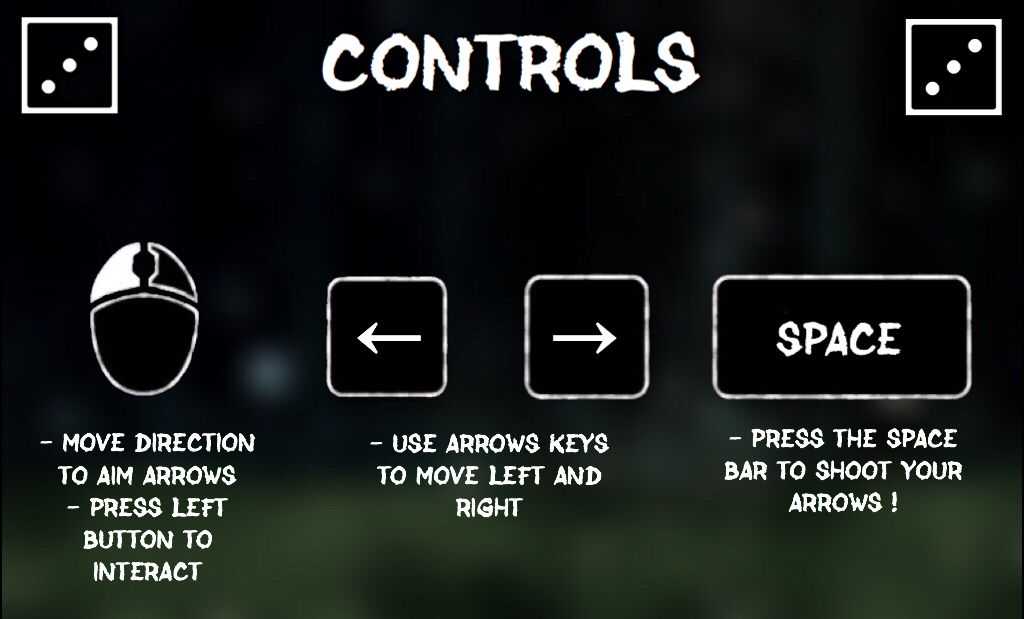 CONTROLS
SPACE
- MOVE DIRECTION
TO AIM ARROWS
- PRESS LEFT
BUTTON TO
INTERACT
- USE ARROWS KEYS
TO MOVE LEFT AND
RIGHT
- PRESS THE SPACE
BAR TO SHOOT YOUR
ARROWS !